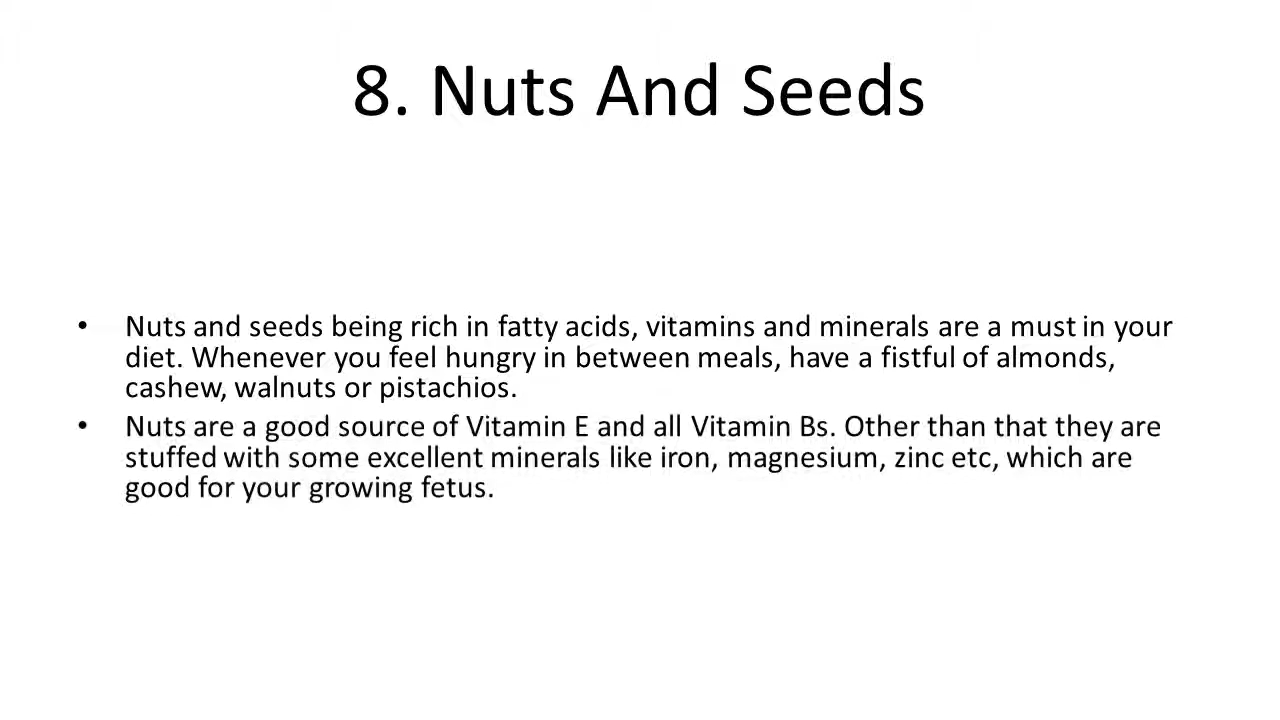 8. Nuts And Seeds
• Nuts and seeds being rich in fatty acids, vitamins and minerals are a must in your
diet. Whenever you feel hungry in between meals, have a fistful of almonds,
cashew, walnuts or pistachios.
• Nuts are a good source of Vitamin E and all Vitamin Bs. Other than that they are
stuffed with some excellent minerals like iron, magnesium, zinc etc, which are
good for your growing fetus.